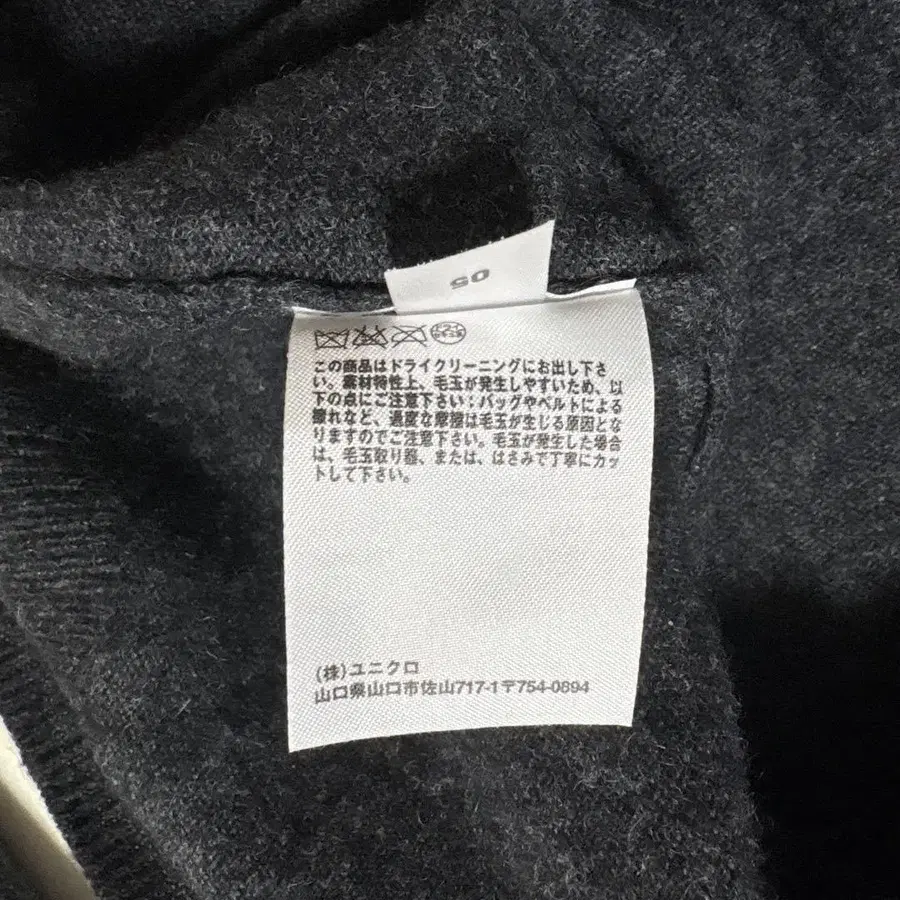 05
この商品はドライクリーニングにお出し下さ
い。素材特性上、毛玉が発生しやすいため、以
下の点にご注意下さい:バッグやベルトによる
擦れなど、過度な摩擦は毛玉が生じる原因とな
りますのでご注意下さい。毛玉が発生した場合
は、毛玉取り器、または、はさみで丁寧にカッ
トして下さい。
(株)ユニクロ
山口県山口市佐山717-1〒754-0894